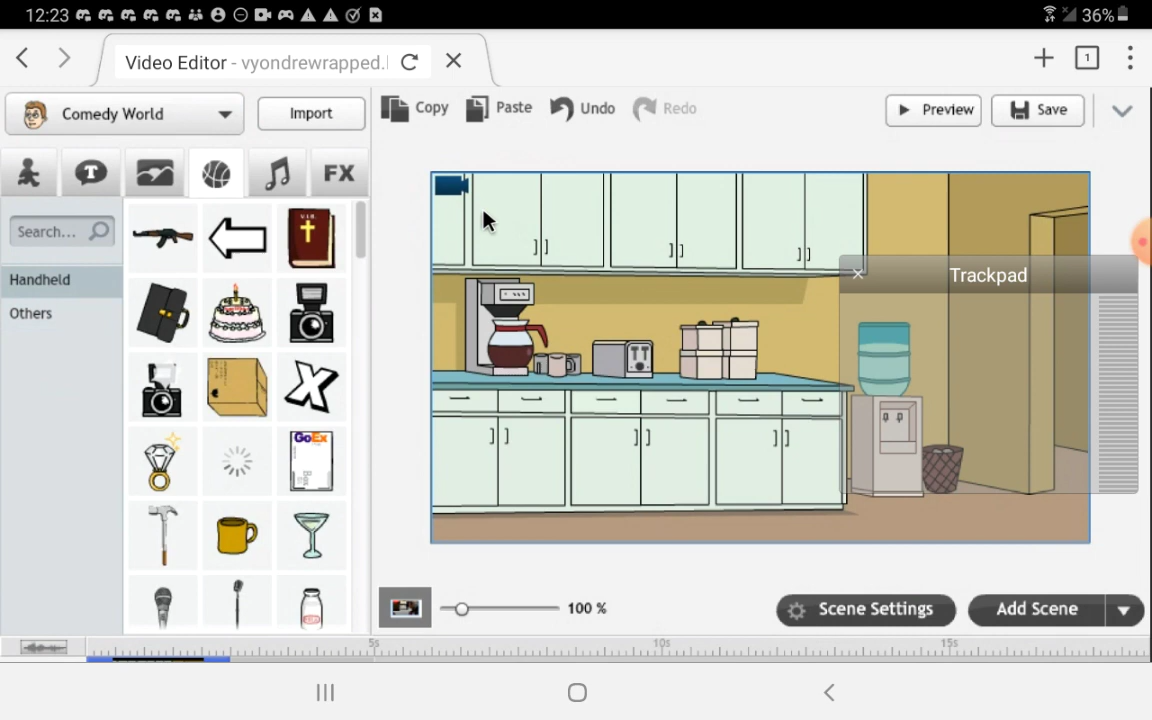 12:23 36%
Video Editor - vyondrewrapped.
1
Comedy World Import Copy Paste Undo Redo Preview Save
T FX
Search...
Handheld
Others
Trackpad
GoEx
100 % Scene Settings Add Scene
5s 10s 15s